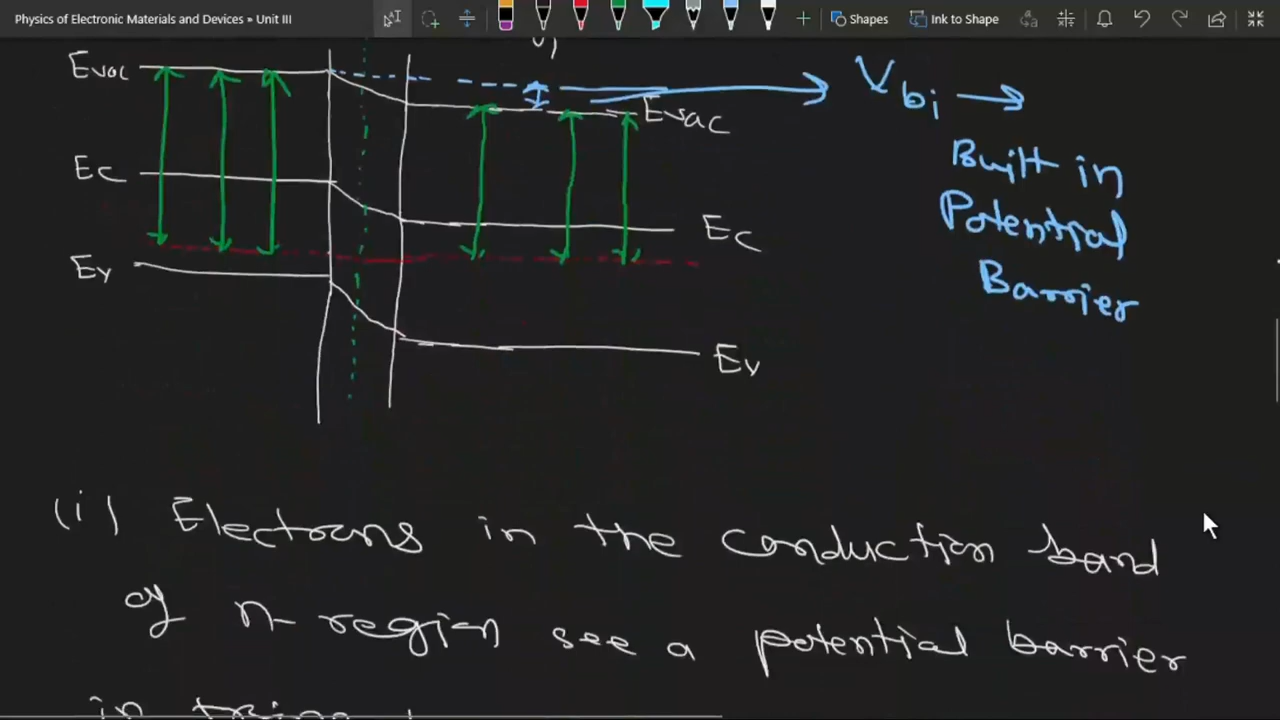 Physics of Electronic Materials and Devices » Unit III
Shapes
Ink to Shape
Evac
Evac
Vbi →
Built in
Potential
Barrier
Ec
Ec
Ev
Ev
(i) Electrons in the conduction band
of n-region see a potential barrier
in